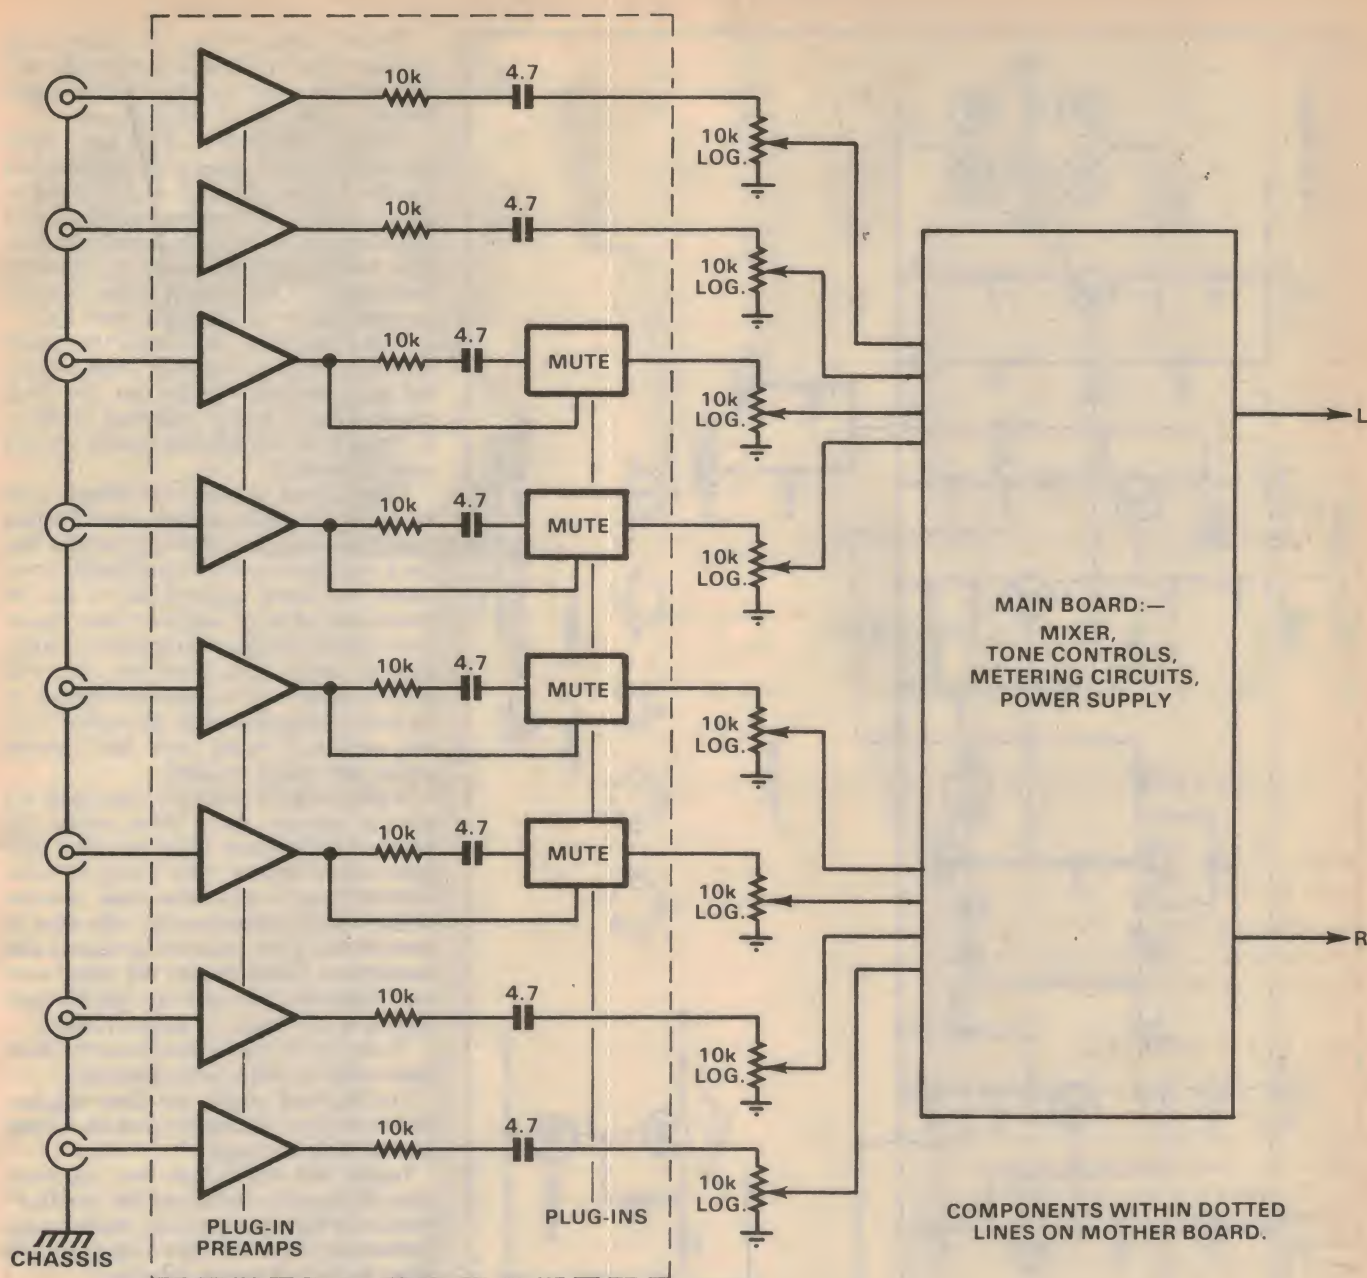 10k 4.7
10k
LOG.
10k 4.7
10k
LOG.
10k 4.7
MUTE
10k
LOG.
10k 4.7
MUTE
10k
LOG.
MAIN BOARD:—
MIXER,
TONE CONTROLS,
METERING CIRCUITS,
POWER SUPPLY
L
10k 4.7
MUTE
10k
LOG.
10k 4.7
MUTE
10k
LOG.
R
10k 4.7
10k
LOG.
10k 4.7
10k
LOG.
CHASSIS
PLUG-IN
PREAMPS
PLUG-INS
COMPONENTS WITHIN DOTTED
LINES ON MOTHER BOARD.